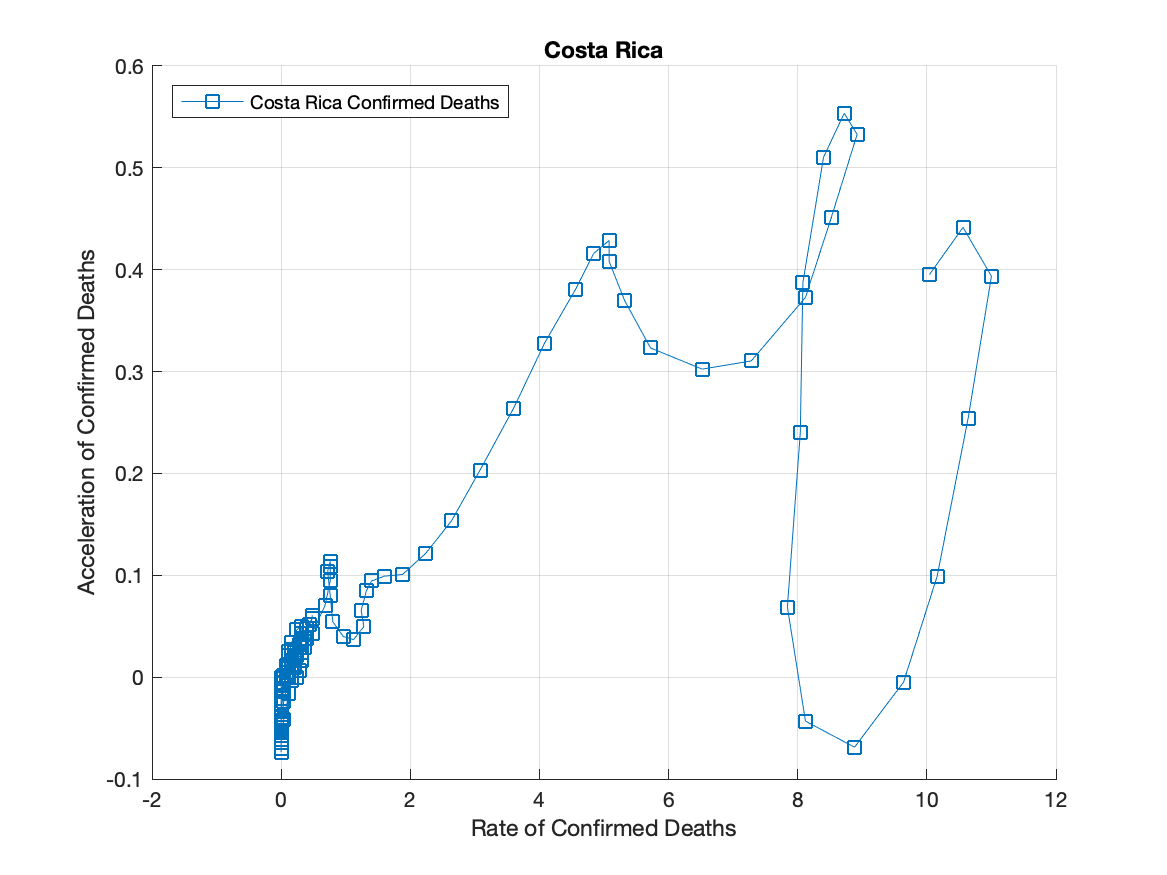 Costa Rica
0.6
Costa Rica Confirmed Deaths
0.5
0.4
0.3
0.2
0.1
0
-0.1
Acceleration of Confirmed Deaths
-2 0 2 4 6 8 10 12
Rate of Confirmed Deaths